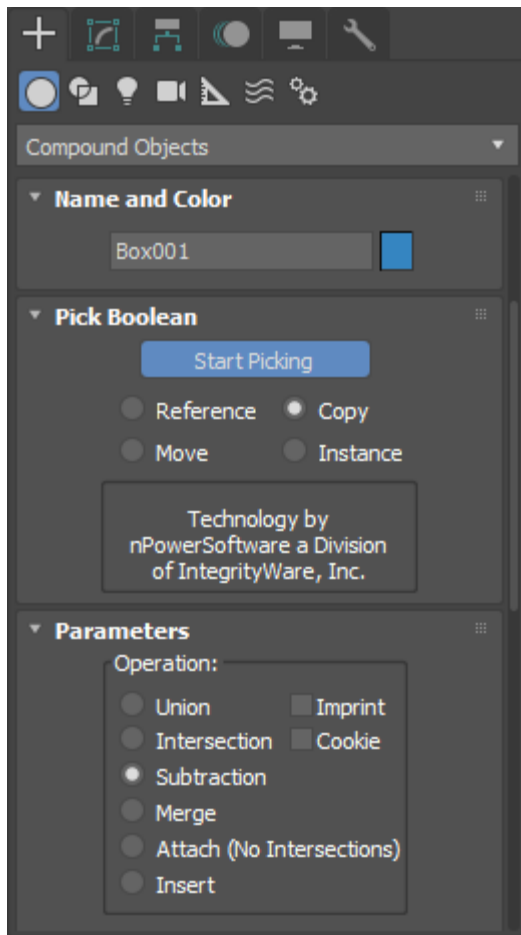 Compound Objects
Name and Color
Box001
Pick Boolean
Start Picking
Reference Copy
Move Instance
Technology by
nPowerSoftware a Division
of IntegrityWare, Inc.
Parameters
Operation:
Union Imprint
Intersection Cookie
Subtraction
Merge
Attach (No Intersections)
Insert